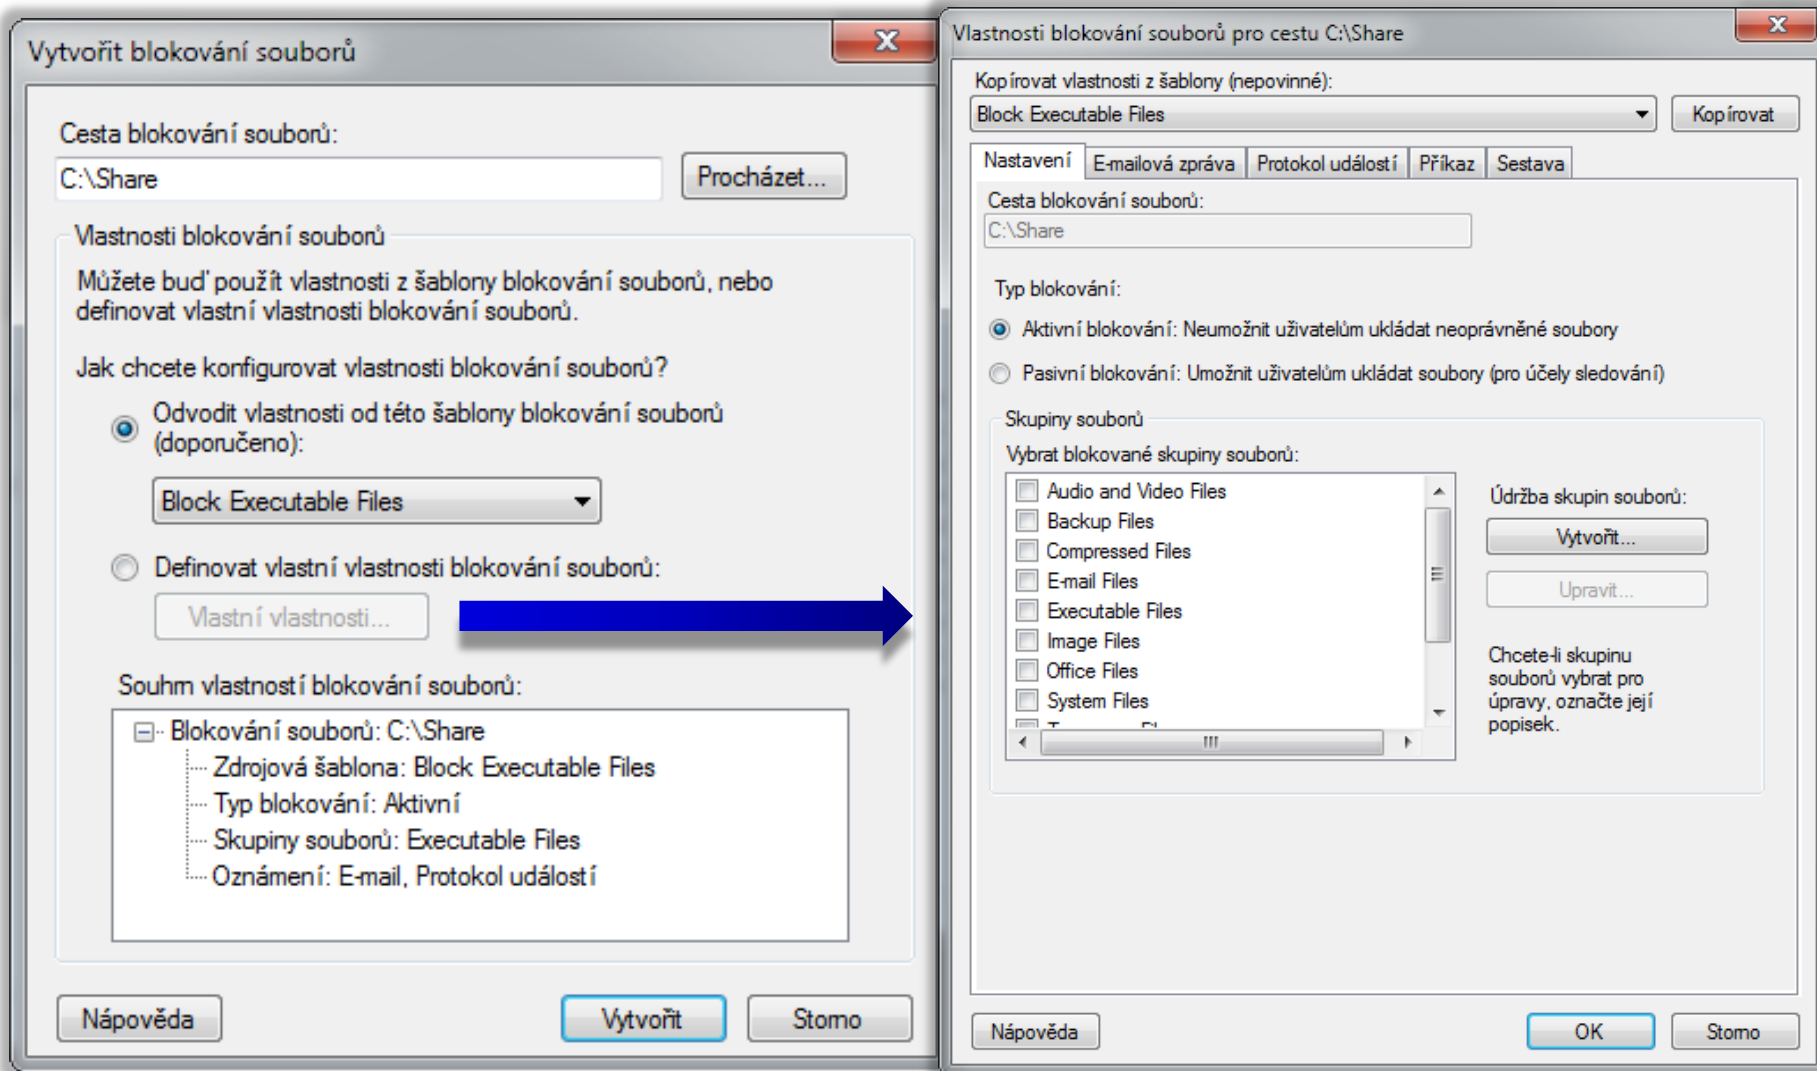 Vytvořit blokování souborů
Cesta blokování souborů:
C:\Share
Procházet...
Vlastnosti blokování souborů
Můžete buď použít vlastnosti z šablony blokování souborů, nebo
definovat vlastní vlastnosti blokování souborů.
Jak chcete konfigurovat vlastnosti blokování souborů?
Odvodit vlastnosti od této šablony blokování souborů
(doporučeno):
Block Executable Files
Definovat vlastní vlastnosti blokování souborů:
Vlastní vlastnosti...
Souhrn vlastností blokování souborů:
Blokování souborů: C:\Share
Zdrojová šablona: Block Executable Files
Typ blokování: Aktivní
Skupiny souborů: Executable Files
Oznámení: E-mail, Protokol událostí
Nápověda
Vytvořit
Storno
Vlastnosti blokování souborů pro cestu C:\Share
Kopírovat vlastnosti z šablony (nepovinné):
Block Executable Files
Kopírovat
Nastavení
E-mailová zpráva
Protokol událostí
Příkaz
Sestava
Cesta blokování souborů:
C:\Share
Typ blokování:
Aktivní blokování: Neumožnit uživatelům ukládat neoprávněné soubory
Pasivní blokování: Umožnit uživatelům ukládat soubory (pro účely sledování)
Skupiny souborů
Vybrat blokované skupiny souborů:
Audio and Video Files
Backup Files
Compressed Files
E-mail Files
Executable Files
Image Files
Office Files
System Files
Údržba skupin souborů:
Vytvořit...
Upravit...
Chcete-li skupinu
souborů vybrat pro
úpravy, označte její
popisek.
Nápověda
OK
Storno